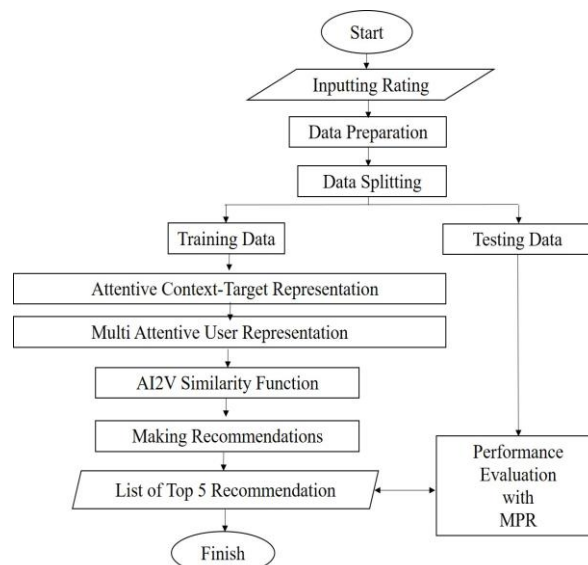 Start
Inputting Rating
Data Preparation
Data Splitting
Training Data
Testing Data
Attentive Context-Target Representation
Multi Attentive User Representation
AI2V Similarity Function
Making Recommendations
List of Top 5 Recommendation
Performance
Evaluation
with
MPR
Finish